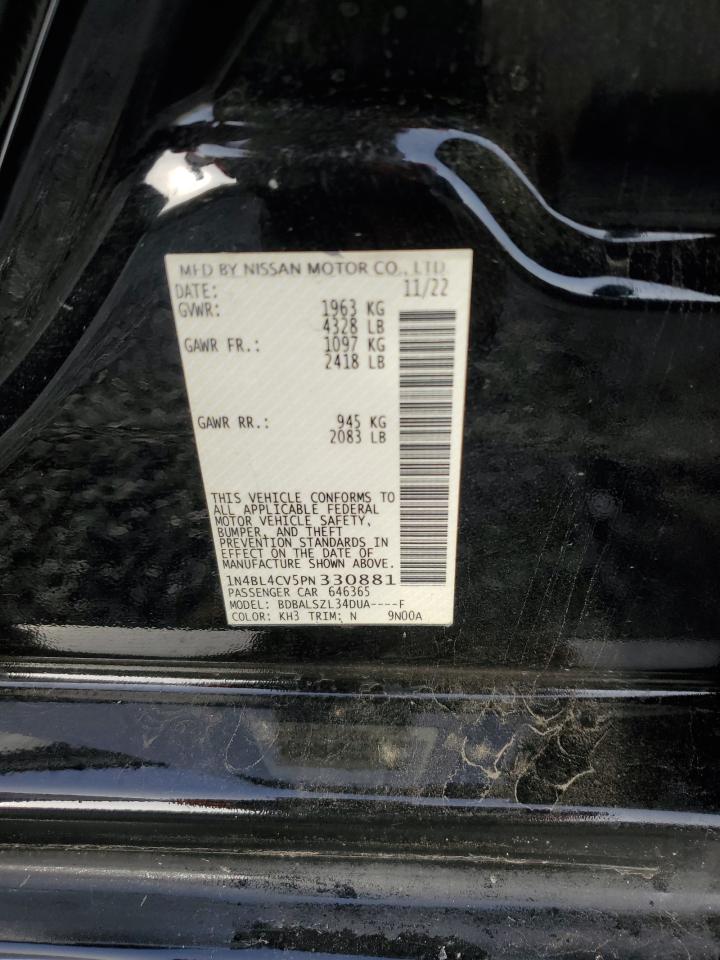 MFD BY NISSAN MOTOR CO., LTD.
DATE: 11/22
GVWR: 1963 KG
4328 LB
GAWR FR.: 1097 KG
2418 LB
GAWR RR.: 945 KG
2083 LB
THIS VEHICLE CONFORMS TO
ALL APPLICABLE FEDERAL
MOTOR VEHICLE SAFETY,
BUMPER, AND THEFT
PREVENTION STANDARDS IN
EFFECT ON THE DATE OF
MANUFACTURE SHOWN ABOVE.
1N4BL4CV5PN330881
PASSENGER CAR 646365
MODEL: BDBALSZL34DUA----F
COLOR: KH3 TRIM: N 9N00A